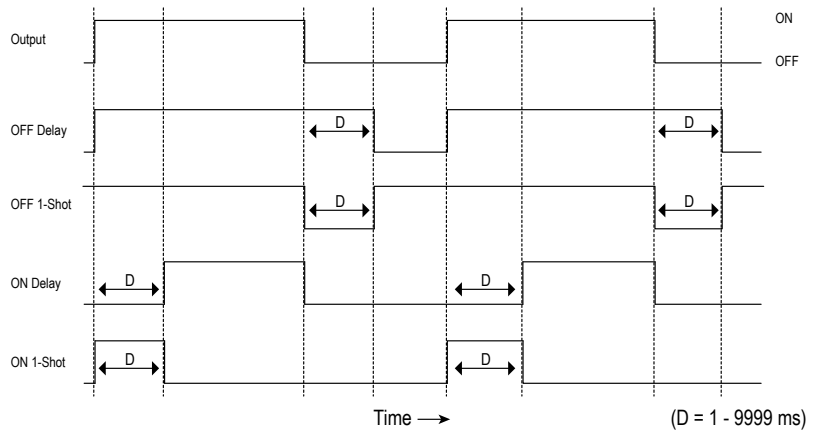 Output
ON
OFF
OFF Delay
D
D
OFF 1-Shot
D
D
ON Delay
D
D
ON 1-Shot
D
D
Time
(D = 1 - 9999 ms)